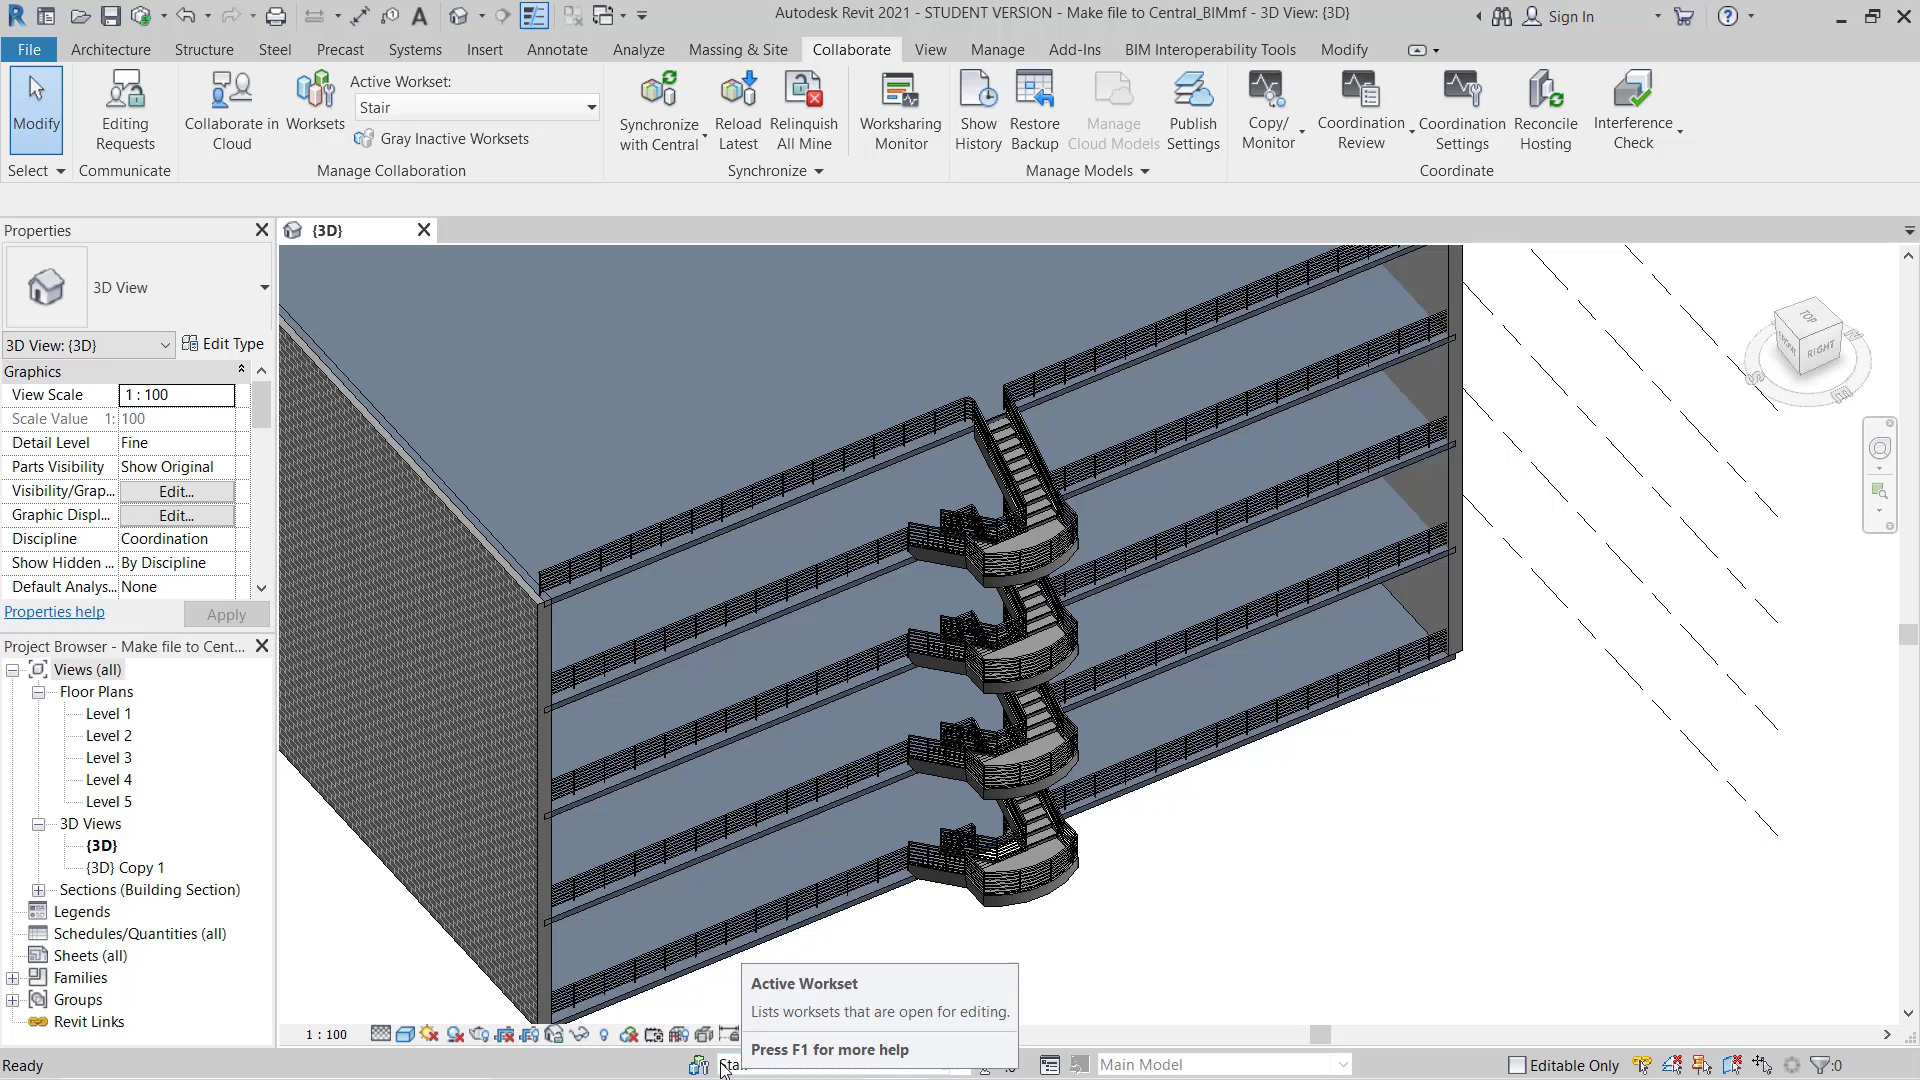 Autodesk Revit 2021 - STUDENT VERSION - Make file to Central_BIMmf - 3D View: {3D}
Sign In
File Architecture Structure Steel Precast Systems Insert Annotate Analyze Massing & Site Collaborate View Manage Add-Ins BIM Interoperability Tools Modify
Modify
Editing Requests
Collaborate in Cloud
Worksets
Active Workset:
Stair
Gray Inactive Worksets
Synchronize with Central
Reload Latest
Relinquish All Mine
Worksharing Monitor
Show History
Restore Backup
Manage Cloud Models
Publish Settings
Copy/ Monitor
Coordination Review
Coordination Settings
Reconcile Hosting
Interference Check
Select Communicate Manage Collaboration Synchronize Manage Models Coordinate
Properties
{3D}
3D View
3D View: {3D}
Edit Type
Graphics
View Scale 1 : 100
Scale Value 1: 100
Detail Level Fine
Parts Visibility Show Original
Visibility/Grap... Edit...
Graphic Displ... Edit...
Discipline Coordination
Show Hidden ... By Discipline
Default Analys... None
Properties help
Apply
Project Browser - Make file to Cent...
Views (all)
Floor Plans
Level 1
Level 2
Level 3
Level 4
Level 5
3D Views
{3D}
{3D} Copy 1
Sections (Building Section)
Legends
Schedules/Quantities (all)
Sheets (all)
Families
Groups
Revit Links
TOP
RIGHT
Active Workset
Lists worksets that are open for editing.
Press F1 for more help
1 : 100
Ready
Main Model
Editable Only
:0